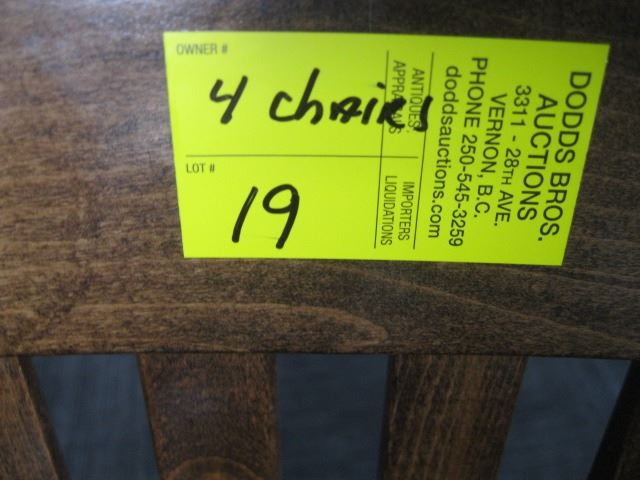 OWNER #
4 chairs
LOT #
19
ANTIQUES,
APPRAISALS
IMPORTERS
LIQUIDATIONS
DODDS BROS.
AUCTIONS
3311 - 28TH AVE.
VERNON, B.C.
PHONE 250-545-3259
doddsauctions.com